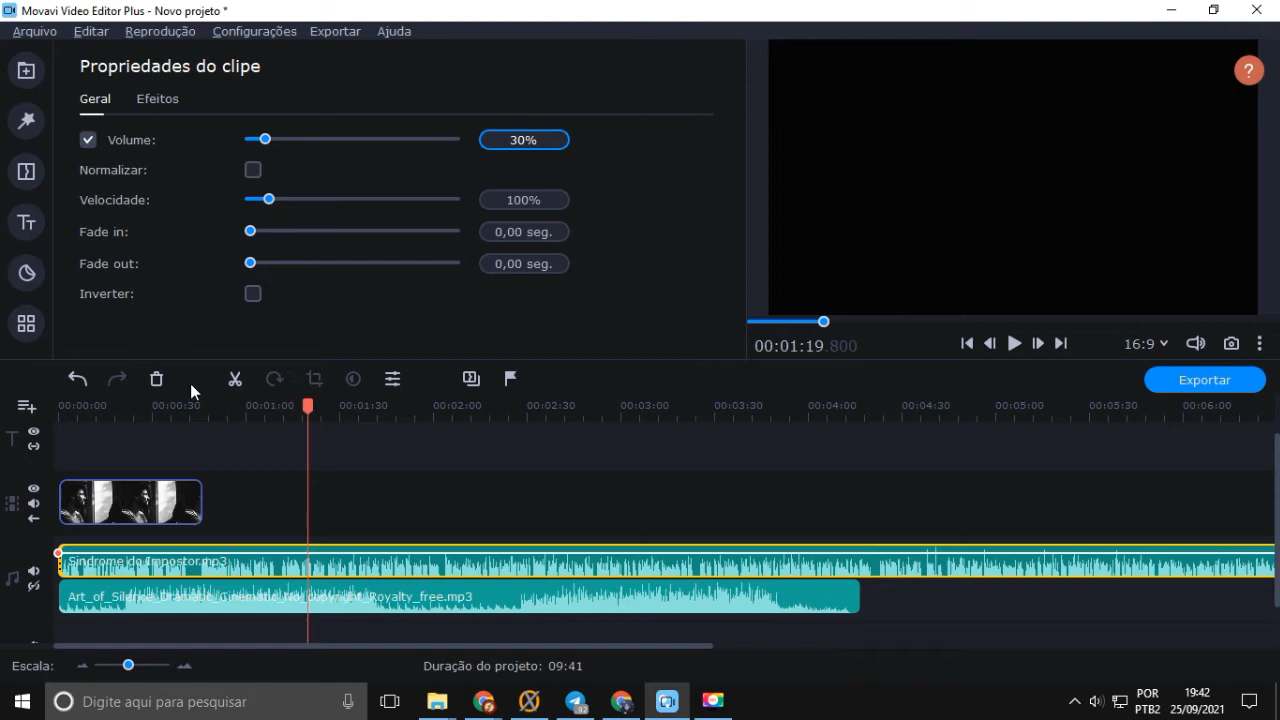 Movavi Video Editor Plus - Novo projeto *
Arquivo Editar Reprodução Configurações Exportar Ajuda
Propriedades do clipe
?
Geral Efeitos
Volume: 30%
Normalizar:
Velocidade: 100%
Fade in: 0,00 seg.
Fade out: 0,00 seg.
Inverter:
00:01:19.800
16:9
Exportar
00:00:00 00:00:30 00:01:00 00:01:30 00:02:00 00:02:30 00:03:00 00:03:30 00:04:00 00:04:30 00:05:00 00:05:30 00:06:00
Sindrome do Impostor.mp3
Art_of_Silence_Dramatic_Cinematic_No_copyright_Royalty_free.mp3
Escala: Duração do projeto: 09:41
Digite aqui para pesquisar
92
POR
PTB2
19:42
25/09/2021